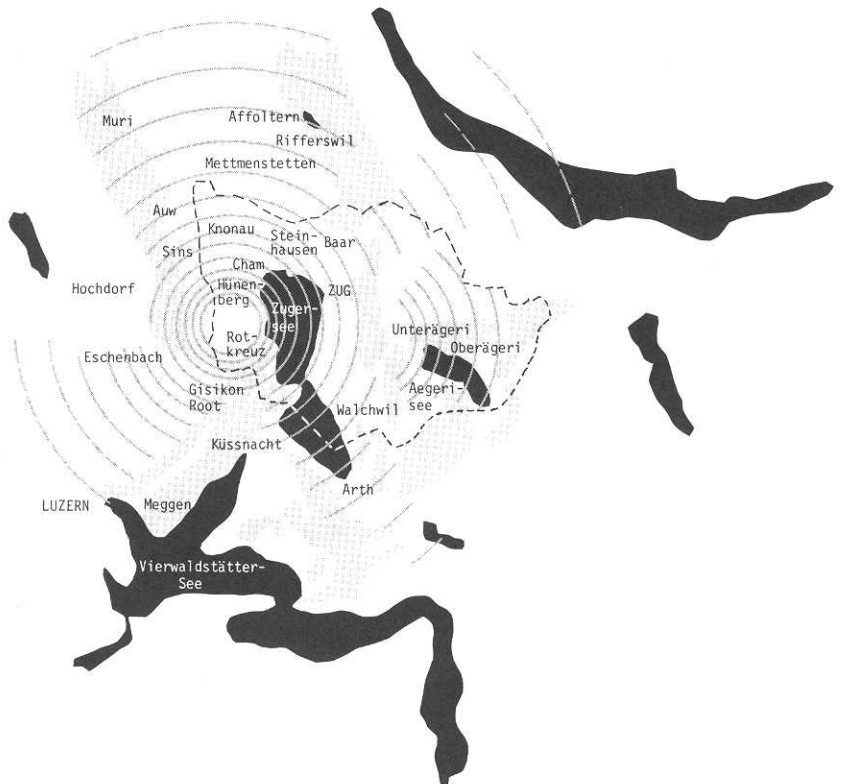 Muri
Affoltern
Rifferswil
Mettmenstetten
Auw
Knonau
Stein-
hausen
Baar
Sins
Cham
Hochdorf
Hünen-
berg
Zuger-
see
ZUG
Rot-
kreuz
Unterägeri
Oberägeri
Eschenbach
Gisikon
Root
Aegeri-
see
Walchwil
Küssnacht
Arth
LUZERN
Meggen
Vierwaldstätter-
See